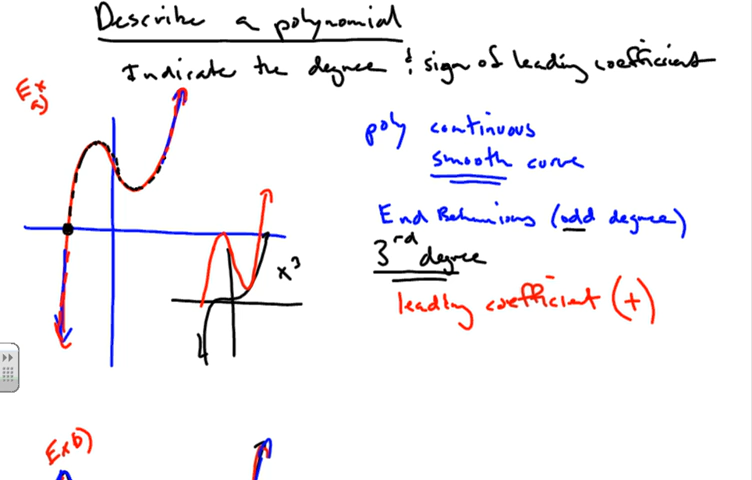 Describe a polynomial
Indicate the degree & sign of leading coefficient
Ex
a)
poly continuous
smooth curve
End Behaviors (odd degree)
3rd degree
x³
leading coefficient (+)
Ex b)